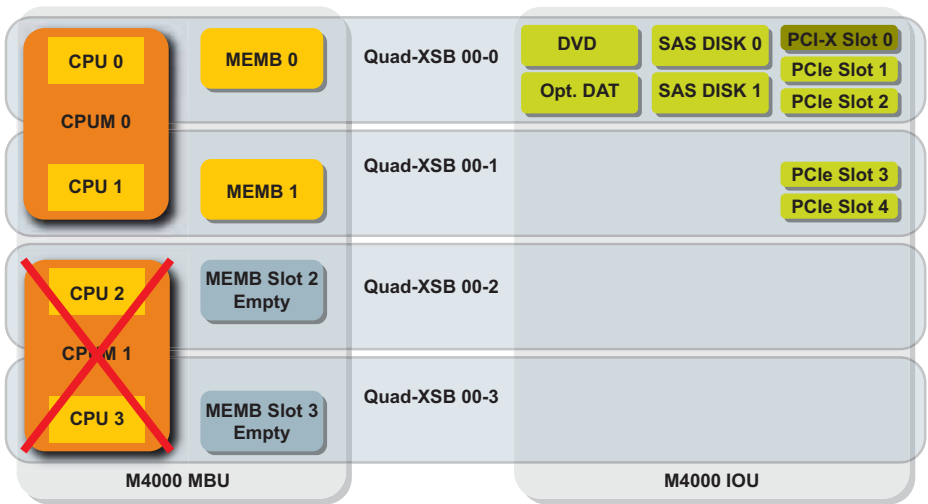 CPU 0
CPUM 0
CPU 1
MEMB 0
MEMB 1
Quad-XSB 00-0
Quad-XSB 00-1
DVD
SAS DISK 0
PCI-X Slot 0
Opt. DAT
SAS DISK 1
PCIe Slot 1
PCIe Slot 2
PCIe Slot 3
PCIe Slot 4
CPU 2
CPUM 1
CPU 3
MEMB Slot 2
Empty
MEMB Slot 3
Empty
Quad-XSB 00-2
Quad-XSB 00-3
M4000 MBU
M4000 IOU